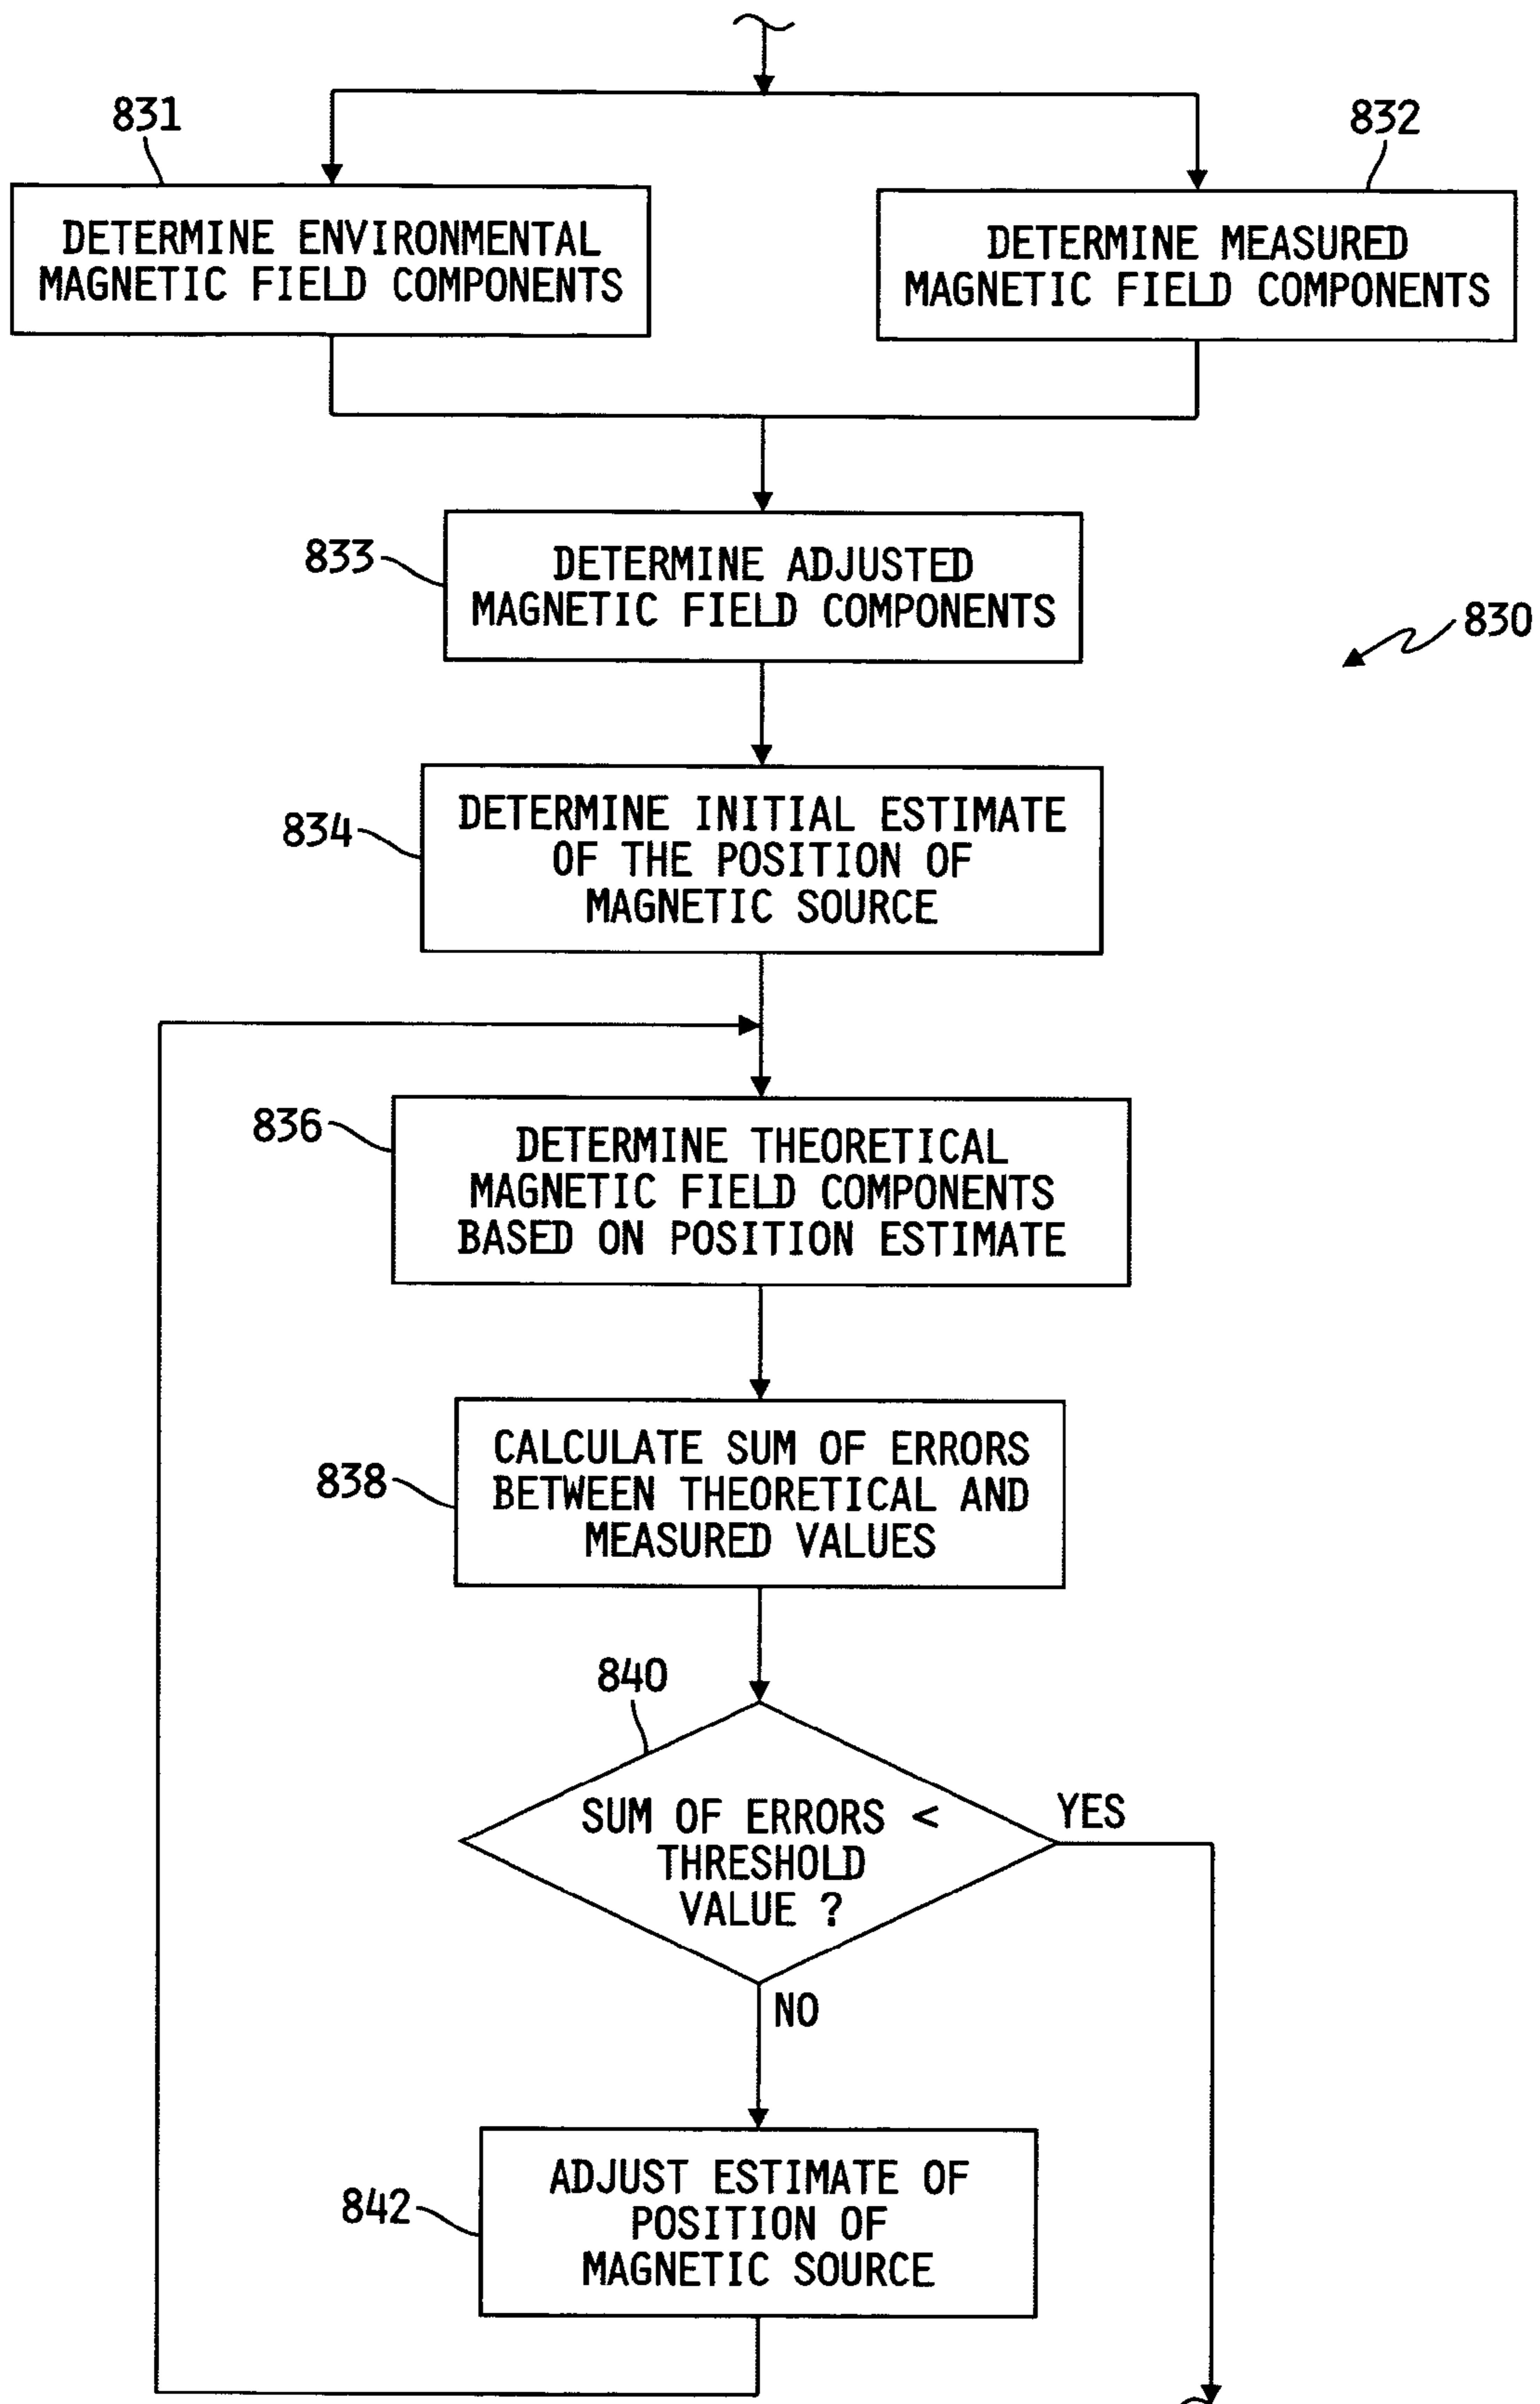 831
832
DETERMINE ENVIRONMENTAL
MAGNETIC FIELD COMPONENTS
DETERMINE MEASURED
MAGNETIC FIELD COMPONENTS
833
DETERMINE ADJUSTED
MAGNETIC FIELD COMPONENTS
830
834
DETERMINE INITIAL ESTIMATE
OF THE POSITION OF
MAGNETIC SOURCE
836
DETERMINE THEORETICAL
MAGNETIC FIELD COMPONENTS
BASED ON POSITION ESTIMATE
838
CALCULATE SUM OF ERRORS
BETWEEN THEORETICAL AND
MEASURED VALUES
840
SUM OF ERRORS <
THRESHOLD
VALUE ?
YES
NO
842
ADJUST ESTIMATE OF
POSITION OF
MAGNETIC SOURCE